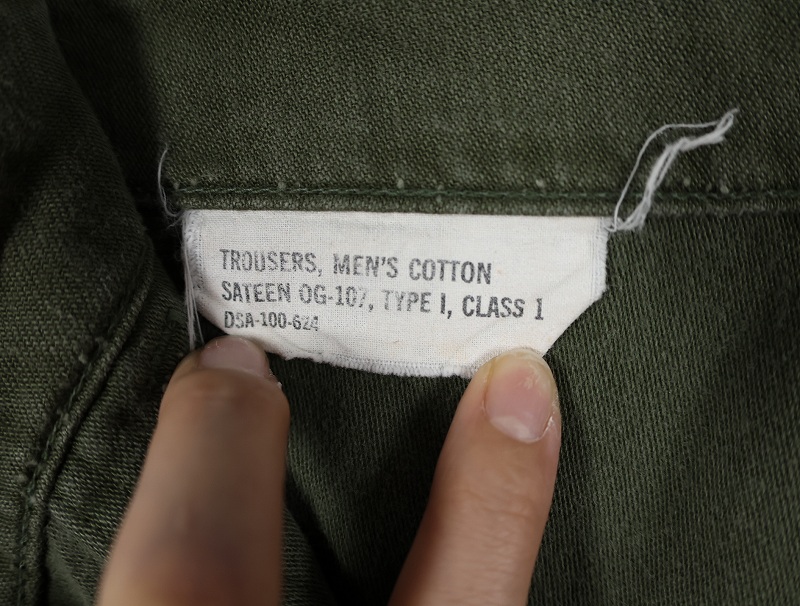 TROUSERS, MEN'S COTTON
SATEEN OG-107, TYPE I, CLASS 1
DSA-100-624